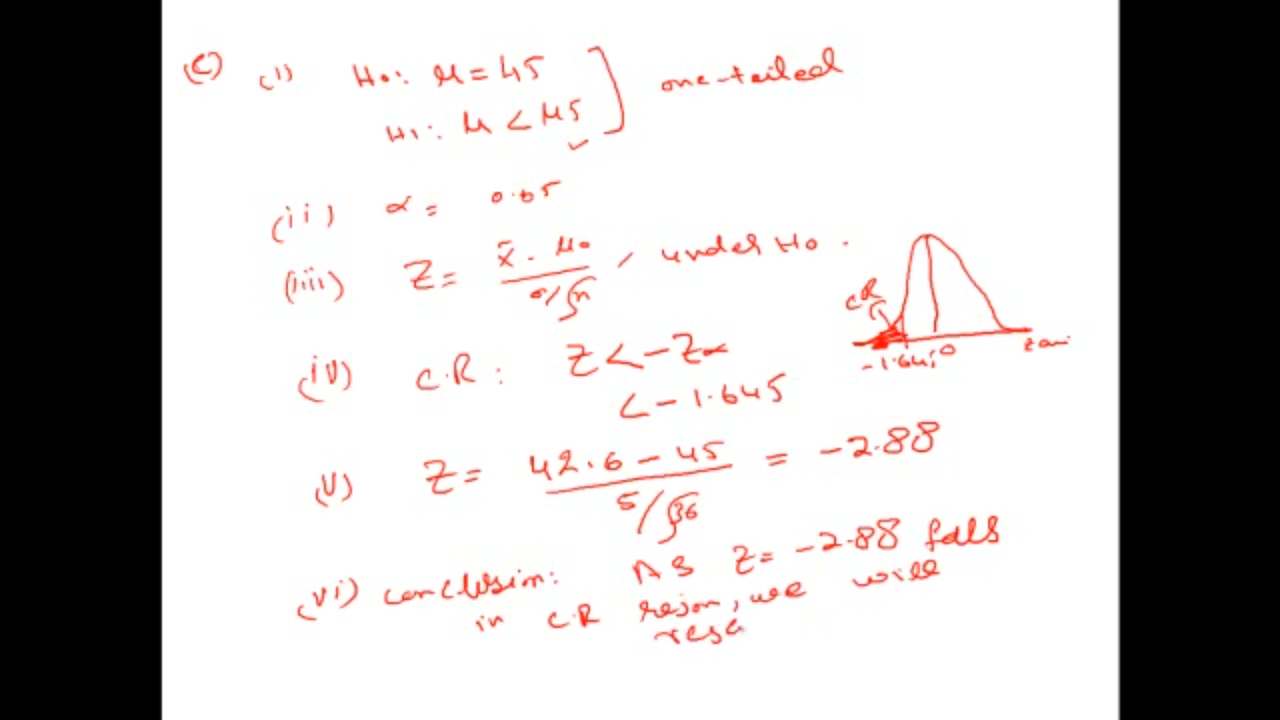 (C) (i) H0: μ = 45
one-tailed
H1: μ < 45
(ii) α = 0.05
(iii) Z = x̄ - μ0 / σ/√n, under H0.
CR
-1.645 0
(iv) C.R: Z < -Zα
< -1.645
(v) Z = 42.6 - 45 / 5/√36 = -2.88
(vi) conclusion: AS Z = -2.88 falls
in C.R rejon, we will
reje